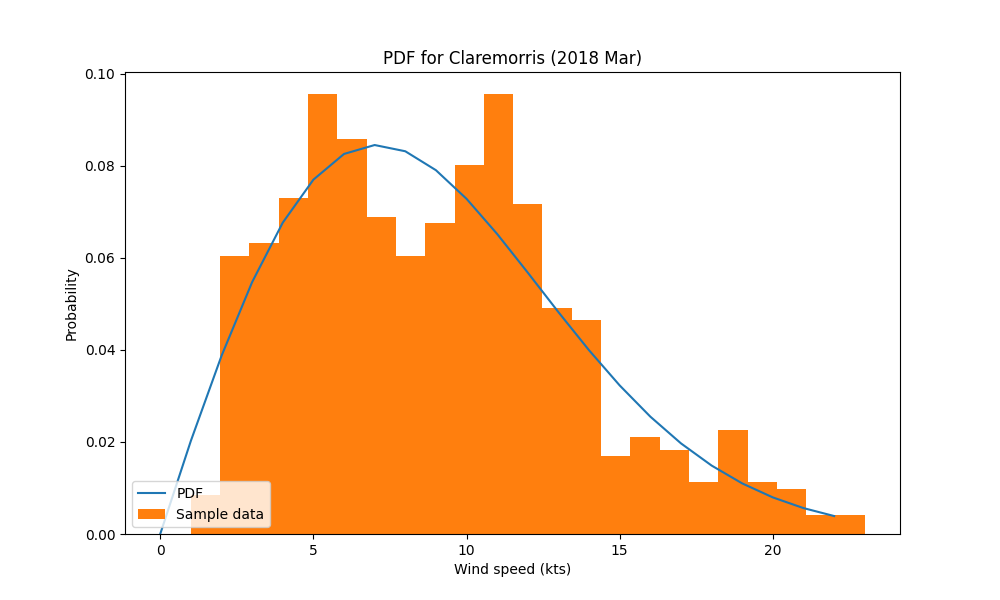 PDF for Claremorris (2018 Mar)
0.10
0.08
0.06
0.04
0.02
0.00
Probability
PDF
Sample data
0 5 10 15 20
Wind speed (kts)